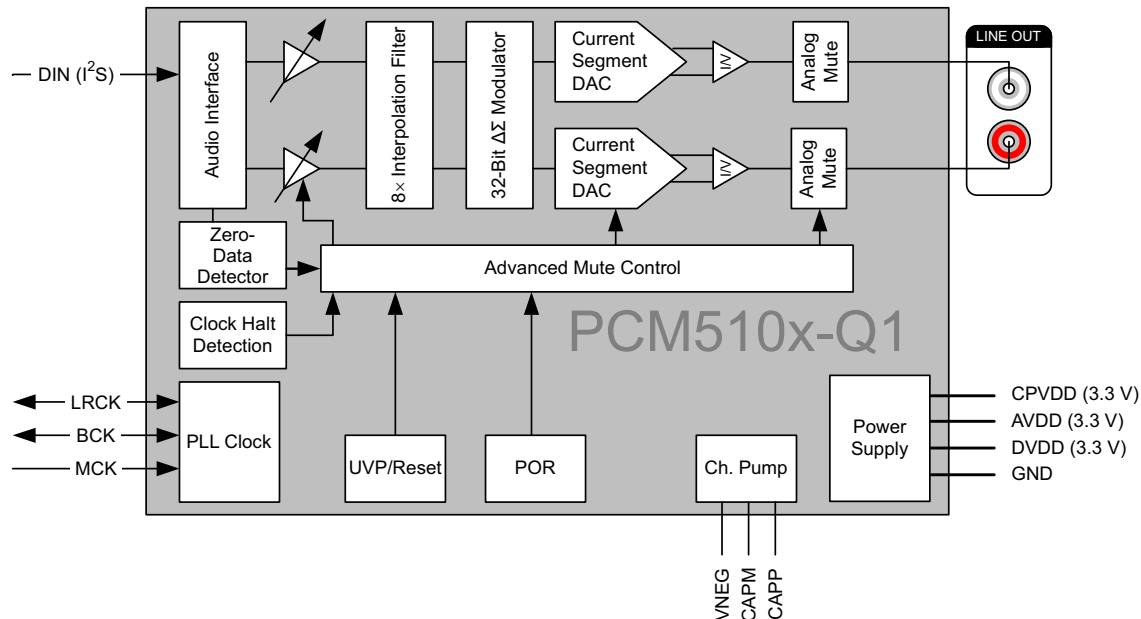 LINE OUT
DIN (I²S)
Audio Interface
8× Interpolation Filter
32-Bit ΔΣ Modulator
Current
Segment
DAC
I/V
Analog
Mute
Current
Segment
DAC
I/V
Analog
Mute
Zero-
Data
Detector
Advanced Mute Control
Clock Halt
Detection
PCM510x-Q1
LRCK
BCK
MCK
PLL Clock
UVP/Reset
POR
Ch. Pump
Power
Supply
CPVDD (3.3 V)
AVDD (3.3 V)
DVDD (3.3 V)
GND
VNEG
CAPM
CAPP